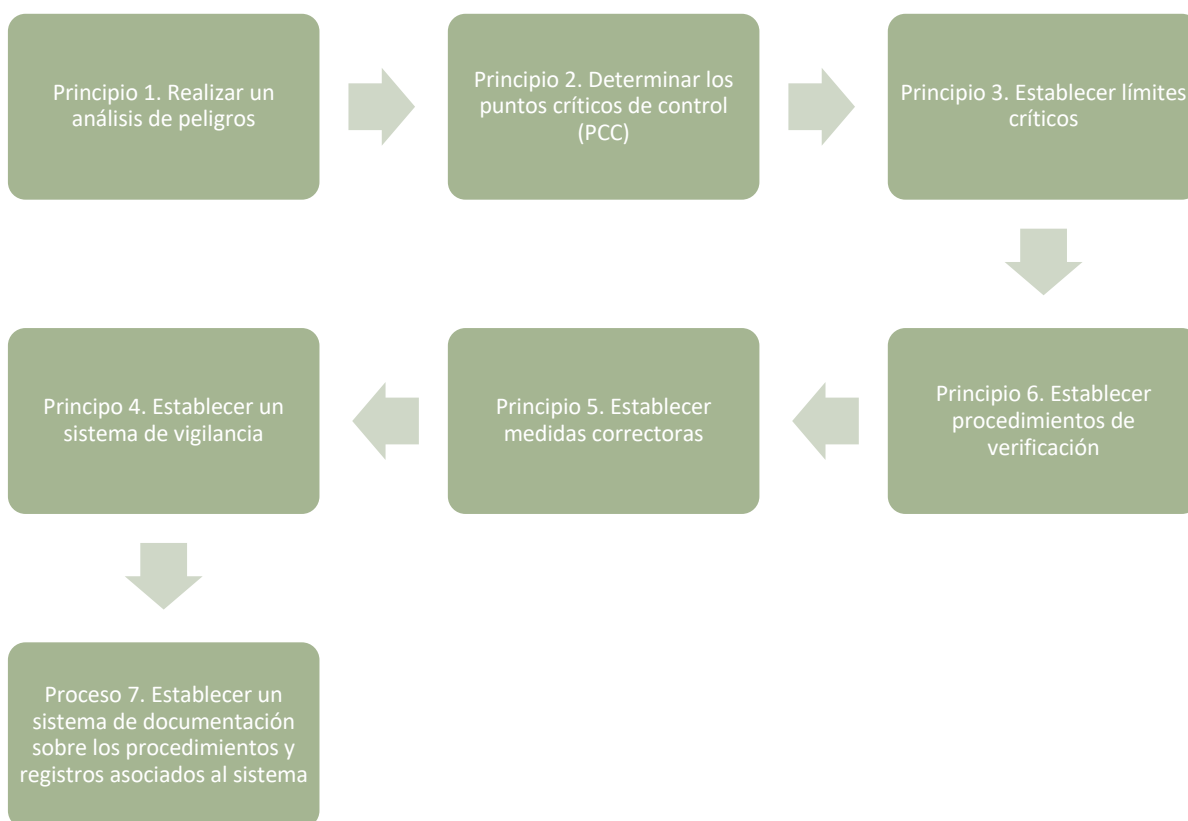 Principio 1. Realizar un
análisis de peligros
Principio 2. Determinar los
puntos críticos de control
(PCC)
Principio 3. Establecer límites
críticos
Principo 4. Establecer un
sistema de vigilancia
Principio 5. Establecer
medidas correctoras
Principio 6. Establecer
procedimientos de
verificación
Proceso 7. Establecer un
sistema de documentación
sobre los procedimientos y
registros asociados al sistema